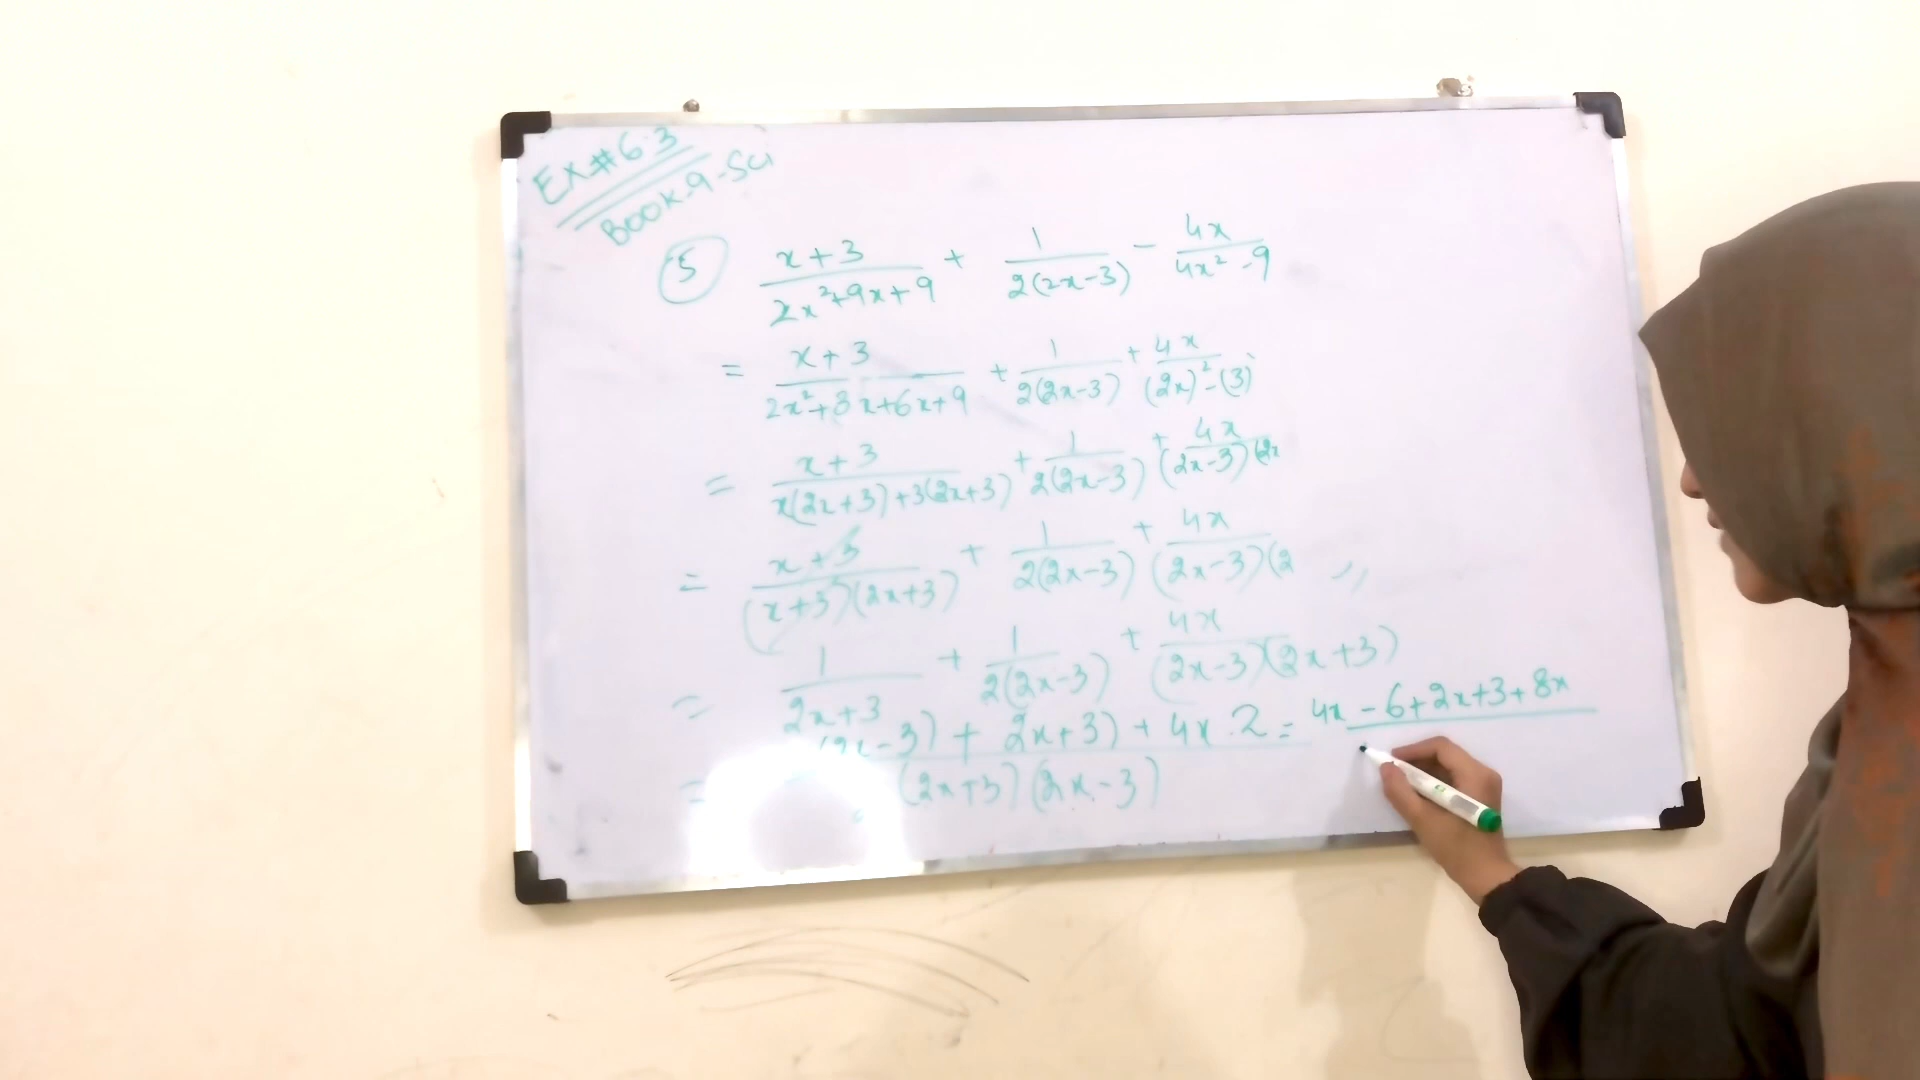 EX#6.3
BOOK-9-SCI
5 x+3/2x²+9x+9 + 1/2(2x-3) - 4x/4x²-9
= x+3/2x²+3x+6x+9 + 1/2(2x-3) + 4x/(2x)²-(3)
= x+3/x(2x+3)+3(2x+3) + 1/2(2x-3) + 4x/(2x-3)(2x
= x+3/(x+3)(2x+3) + 1/2(2x-3) + 4x/(2x-3)(2
= 1/2x+3 + 1/2(2x-3) + 4x/(2x-3)(2x+3)
= (2x-3) + 2x+3) + 4x.2/(2x+3)(2x-3) = 4x-6+2x+3+8x